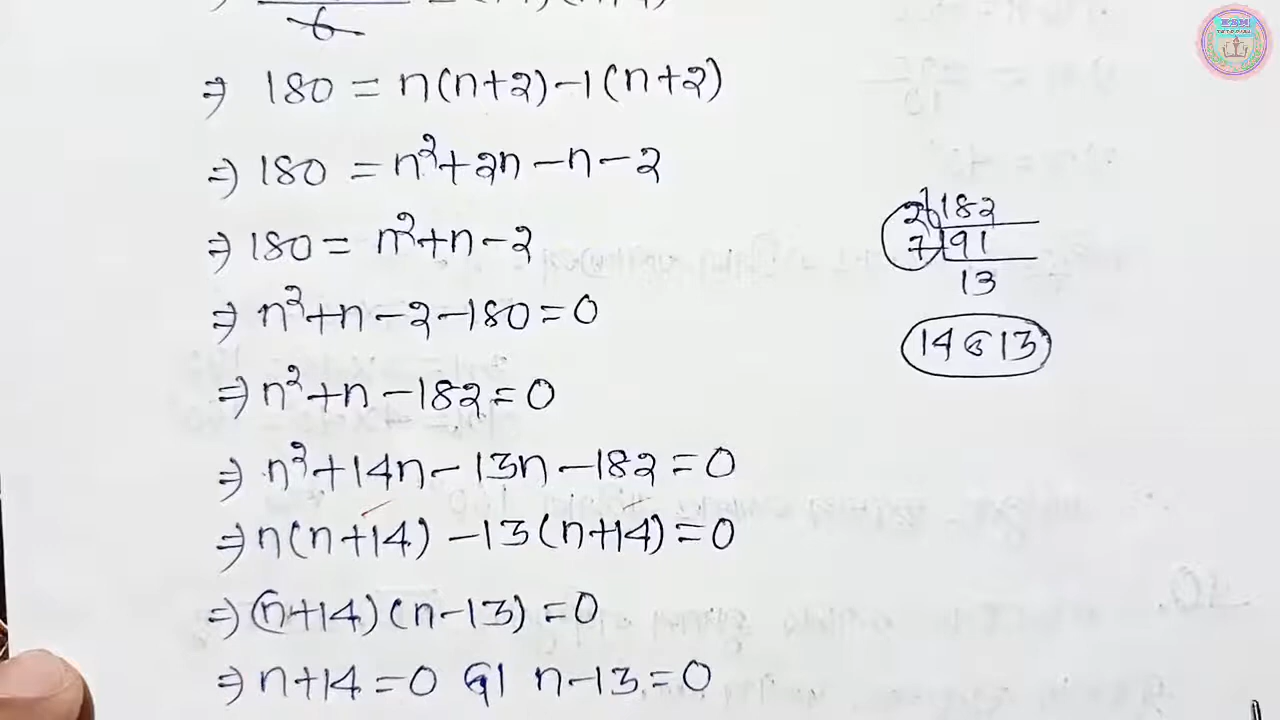 6
⇒ 180 = n(n+2)-1(n+2)
⇒ 180 = n²+2n-n-2
⇒ 180 = n²+n-2
⇒ n²+n-2-180=0
⇒ n²+n-182=0
⇒ n²+14n-13n-182=0
⇒ n(n+14)-13(n+14)=0
⇒ (n+14)(n-13)=0
⇒ n+14=0 বা n-13=0
2 182
7 91
13
14 ও 13